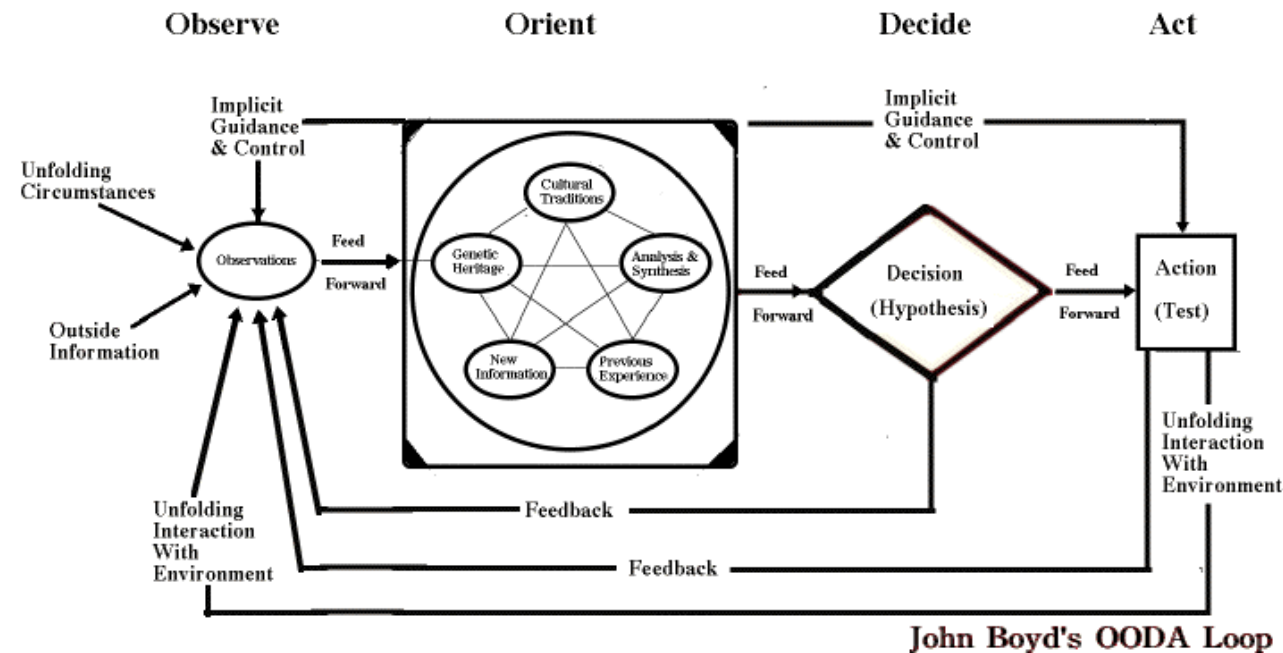 Observe
Orient
Decide
Act
Implicit
Guidance
& Control
Implicit
Guidance
& Control
Unfolding
Circumstances
Observations
Outside
Information
Feed
Forward
Cultural
Traditions
Genetic
Heritage
Analysis &
Synthesis
New
Information
Previous
Experience
Feed
Forward
Decision
(Hypothesis)
Feed
Forward
Action
(Test)
Unfolding
Interaction
With
Environment
Unfolding
Interaction
With
Environment
Feedback
Feedback
John Boyd's OODA Loop